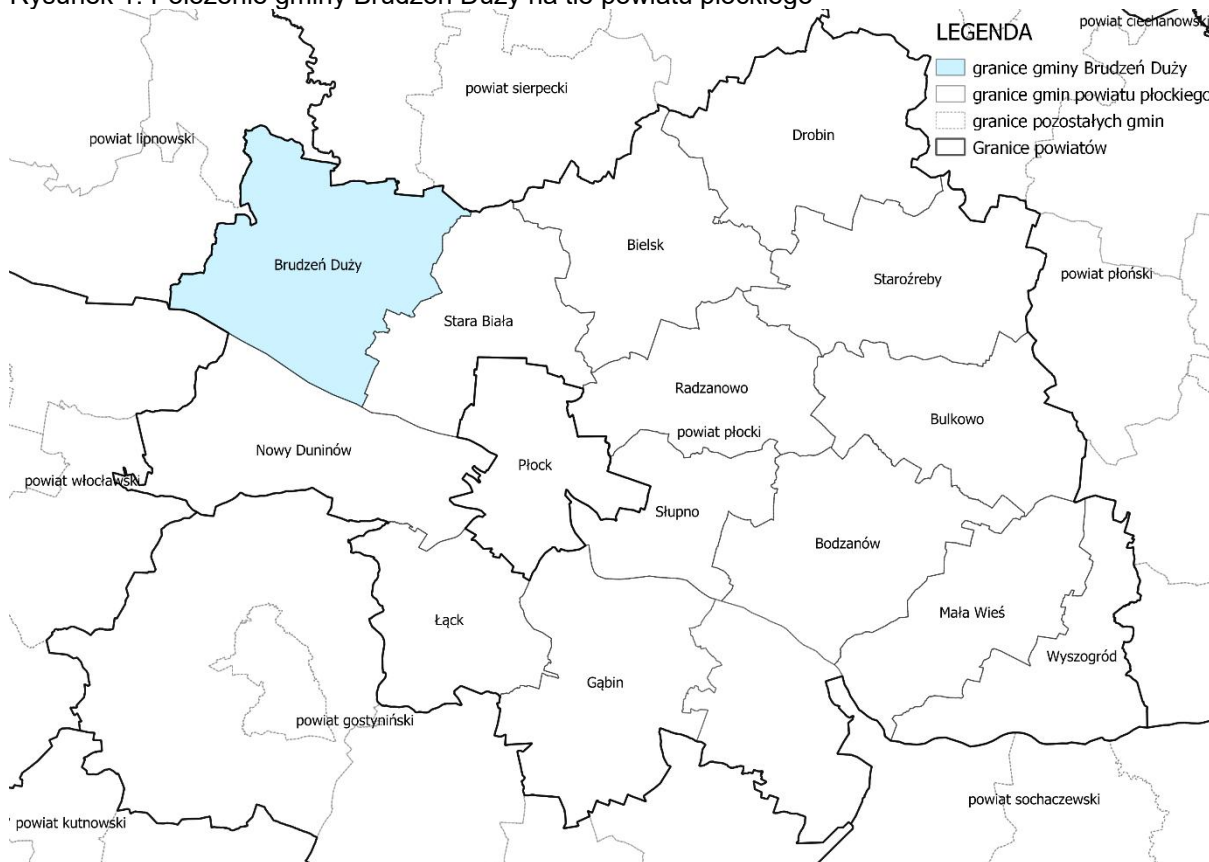 Rysunek 1. Położenie gminy Brudzeń Duży na tle powiatu płockiego
powiat ciechanowski
LEGENDA
granice gminy Brudzeń Duży
granice gmin powiatu płockiego
granice pozostałych gmin
Granice powiatów
powiat sierpecki
powiat lipnowski
Drobin
Bielsk
Brudzeń Duży
Staroźreby
powiat płoński
Stara Biała
Radzanowo
powiat płocki
Bulkowo
Nowy Duninów
Płock
powiat włocławski
Słupno
Bodzanów
Mała Wieś
Łąck
Wyszogród
Gąbin
powiat gostyniński
powiat sochaczewski
powiat kutnowski